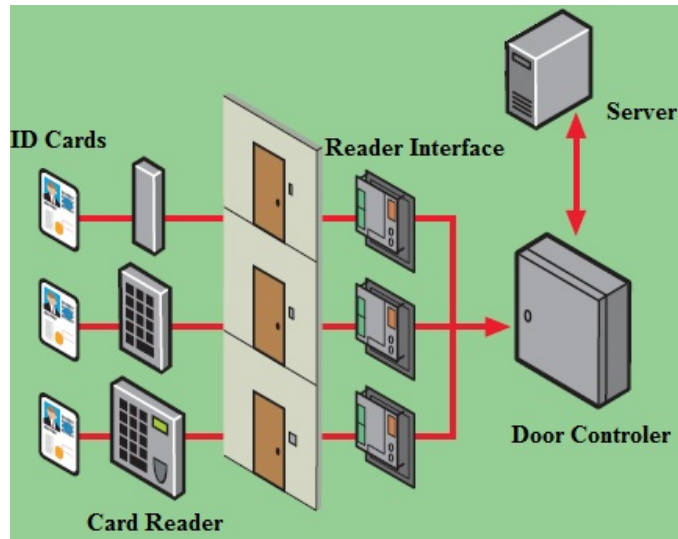 Server
ID Cards
Reader Interface
Door Controler
Card Reader